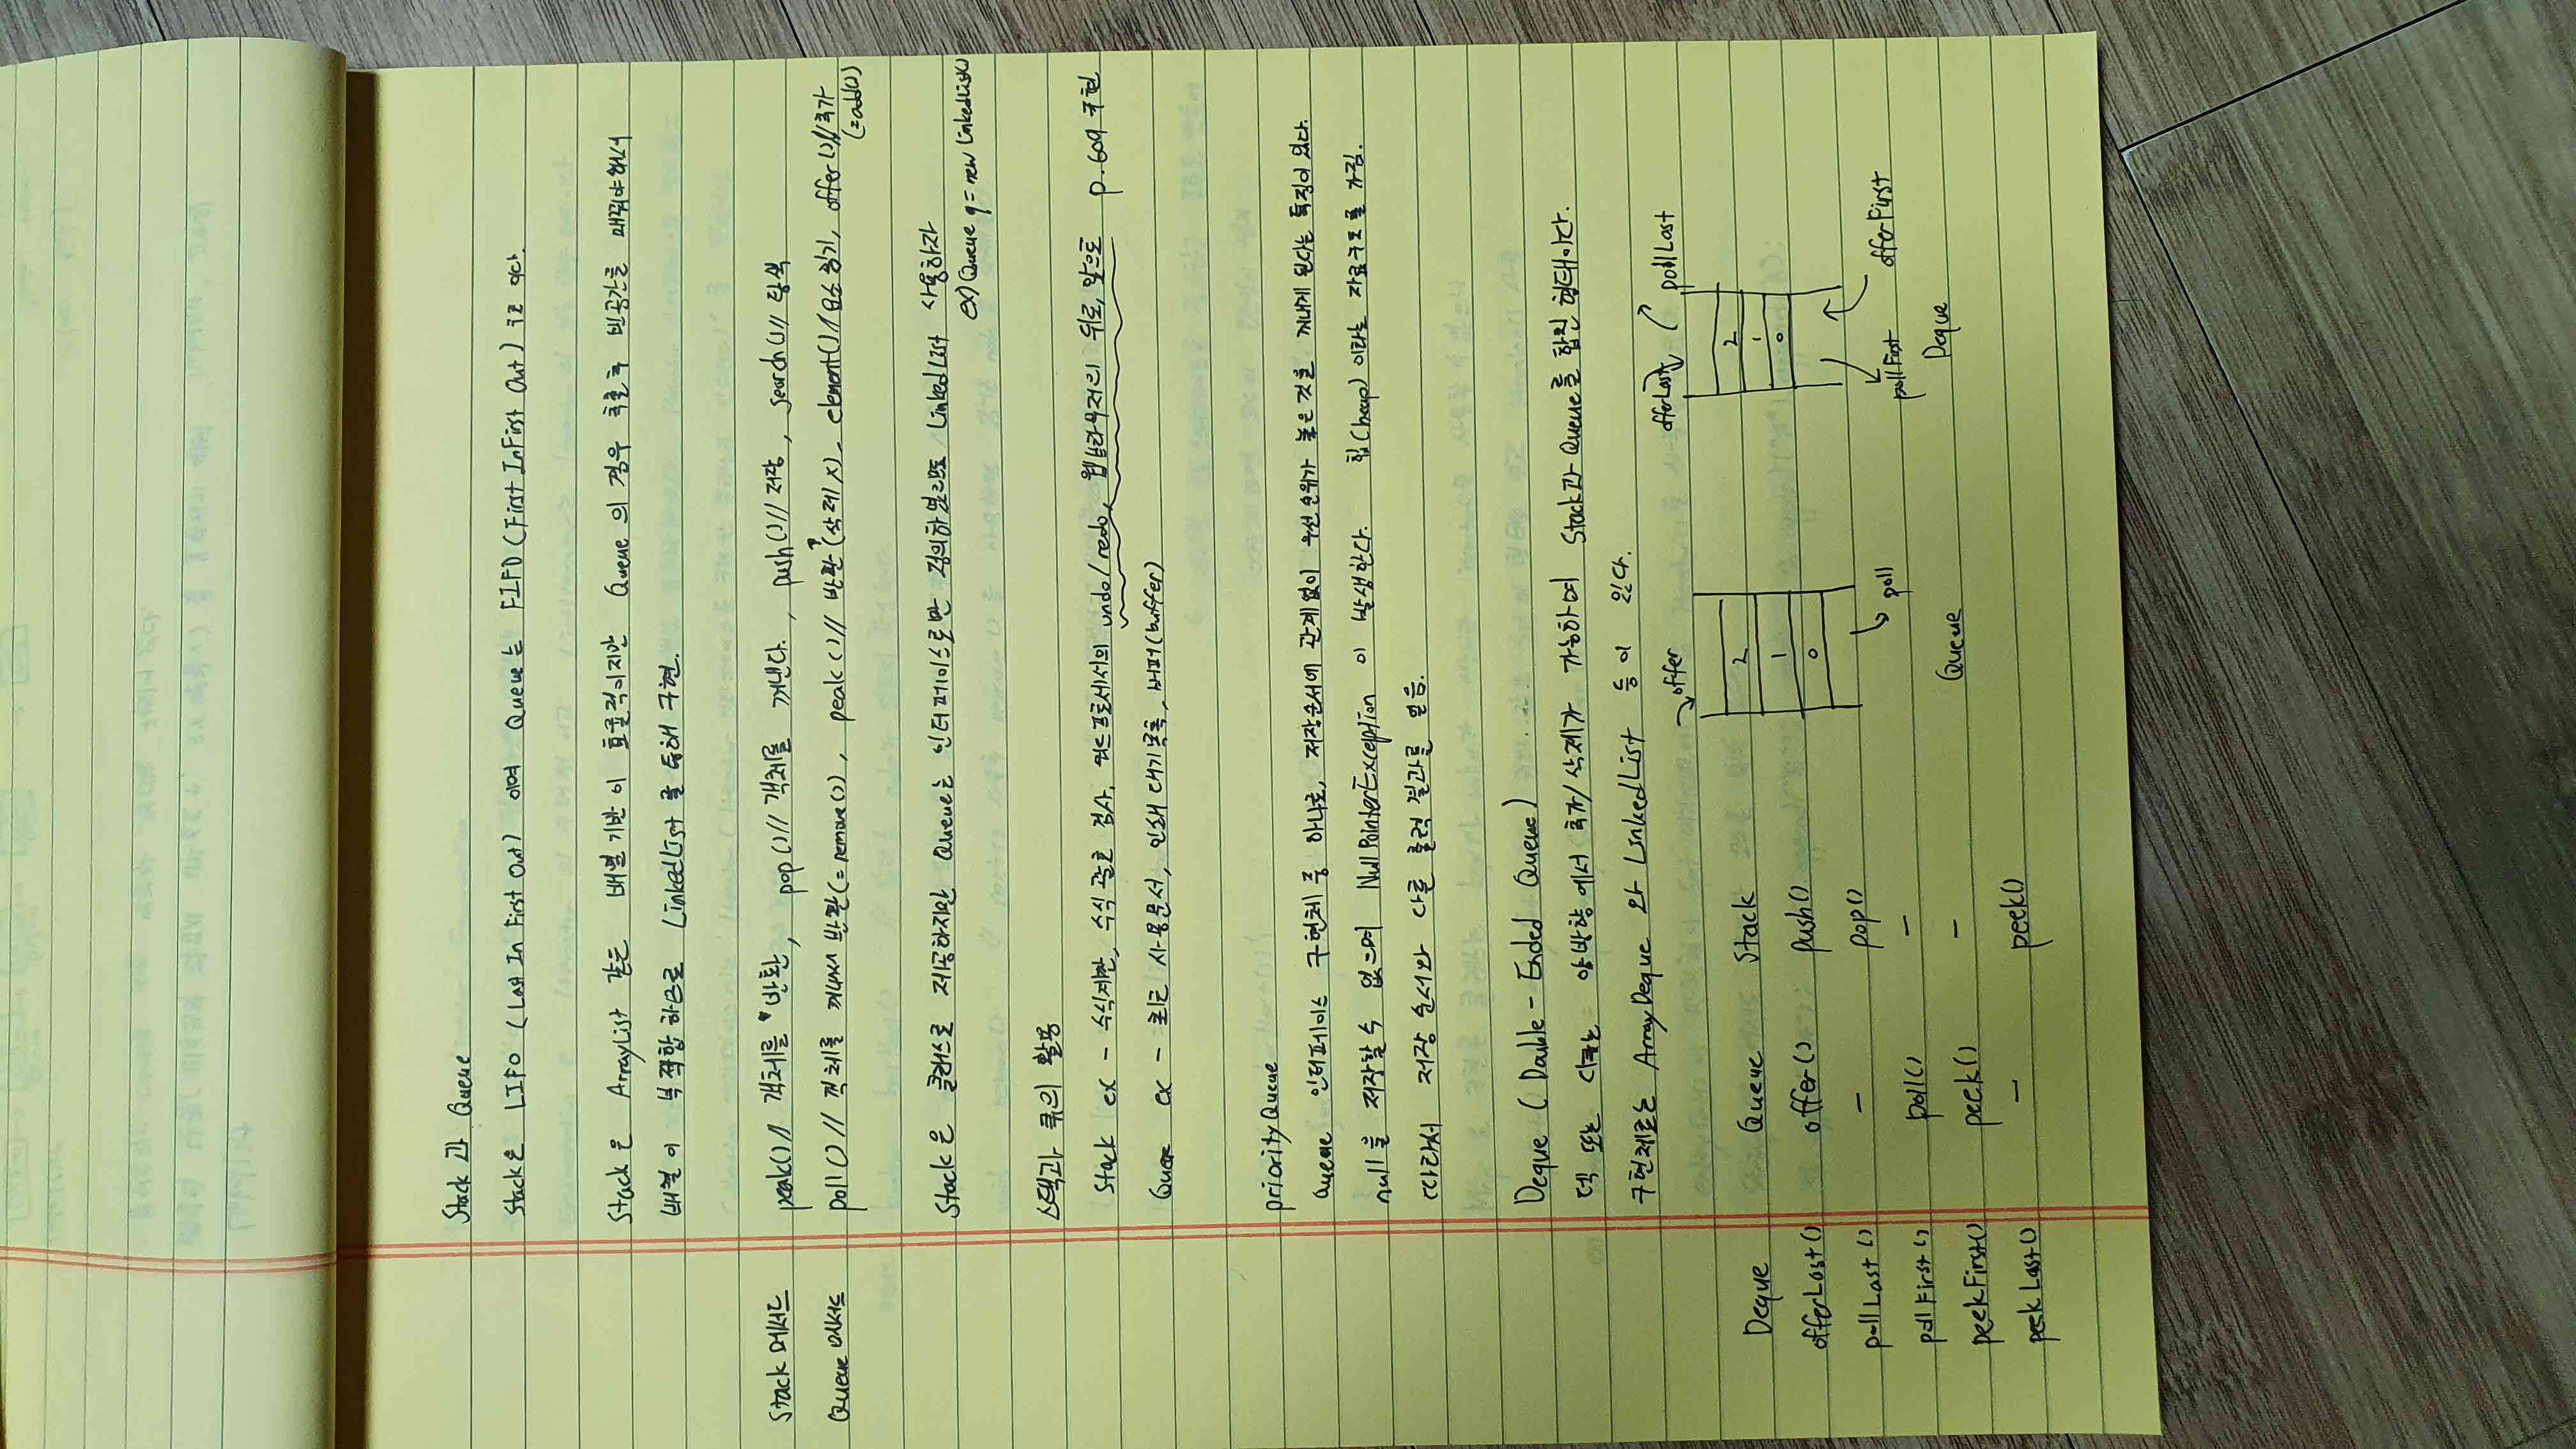 Stack 과 Queue
Stack은 LIFO (Last In First Out) 이며 Queue는 FIFO (First In First Out) 구조 이다.
Stack은 ArrayList 같은 배열기반이 효율적이지만 Queue의 경우 추출 후 빈공간을 매꿔야해서
배열이 부적합 하므로 LinkedList를 통해 구현.
Stack 메서드 peak() // 객체를 반환, pop() // 객체를 꺼낸다. push() // 저장, search() // 탐색
Queue 메서드 poll() // 객체를 꺼내서 반환(= remove()), peak() // 반환(삭제 X). element() // 요소 읽기, offer() // 추가
(=add())
Stack은 클래스로 제공하지만 Queue는 인터페이스로만 정의하였으므로 LinkedList 사용하자
ex) Queue q = new LinkedList()
스택과 큐의 활용
Stack ex - 수식계산, 수식 괄호 검사, 워드프로세서의 undo/redo, 웹브라우저의 뒤로, 앞으로 p.609 구현
Queue ex - 최근 사용문서, 인쇄 대기목록, 버퍼(buffer)
priorityQueue
Queue 인터페이스 구현체 중 하나로, 저장순서에 관계없이 우선순위가 높은 것을 꺼내게 된다는 특징이 있다.
null을 저장할 수 없으며 NullPointerException 이 발생한다. 힙(heap) 이라는 자료구조를 가짐.
따라서 저장 순서와 다른 출력 결과를 얻음.
Deque (Double - Ended Queue)
덱 또는 디큐는 양방향에서 추가/삭제가 가능하며 Stack과 Queue를 합친 형태이다.
구현체로는 ArrayDeque 와 LinkedList 등이 있다.
Deque Queue Stack
offerLast() offer() push()
pollLast() - pop()
pollFirst() poll() -
peekFirst() peek() -
peekLast() - peek()
offer
2
1
0
poll
Queue
offerLast pollLast
2
1
0
pollFirst offerFirst
Deque